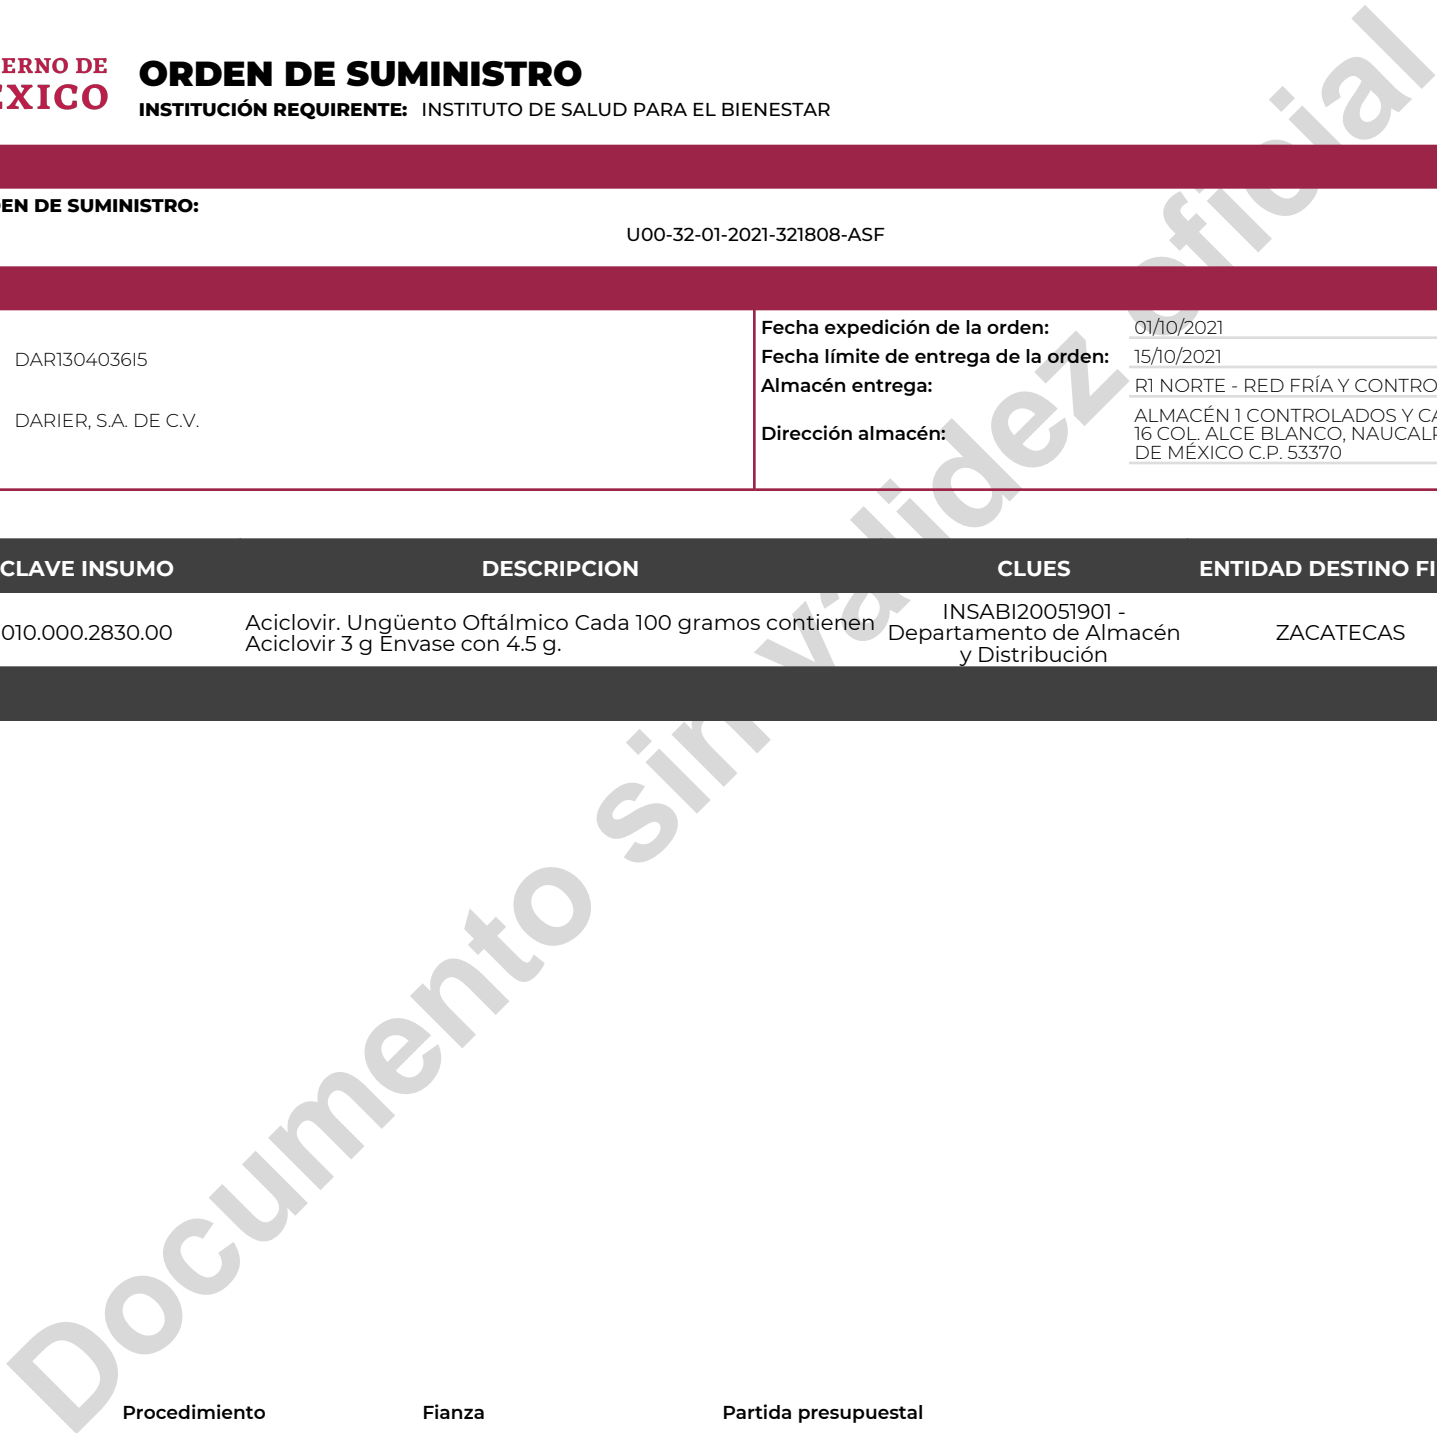 ERNO DE
ÉXICO
ORDEN DE SUMINISTRO
INSTITUCIÓN REQUIRENTE: INSTITUTO DE SALUD PARA EL BIENESTAR
EN DE SUMINISTRO:
U00-32-01-2021-321808-ASF
DAR1304036I5
DARIER, S.A. DE C.V.
Fecha expedición de la orden: 01/10/2021
Fecha límite de entrega de la orden: 15/10/2021
Almacén entrega: R1 NORTE - RED FRÍA Y CONTRO
Dirección almacén: ALMACÉN 1 CONTROLADOS Y CA
16 COL. ALCE BLANCO, NAUCALP
DE MÉXICO C.P. 53370
CLAVE INSUMO DESCRIPCION CLUES ENTIDAD DESTINO FI
010.000.2830.00
Aciclovir. Ungüento Oftálmico Cada 100 gramos contienen
Aciclovir 3 g Envase con 4.5 g.
INSABI20051901 -
Departamento de Almacén
y Distribución
ZACATECAS
Documento sin validez oficial
Procedimiento Fianza Partida presupuestal